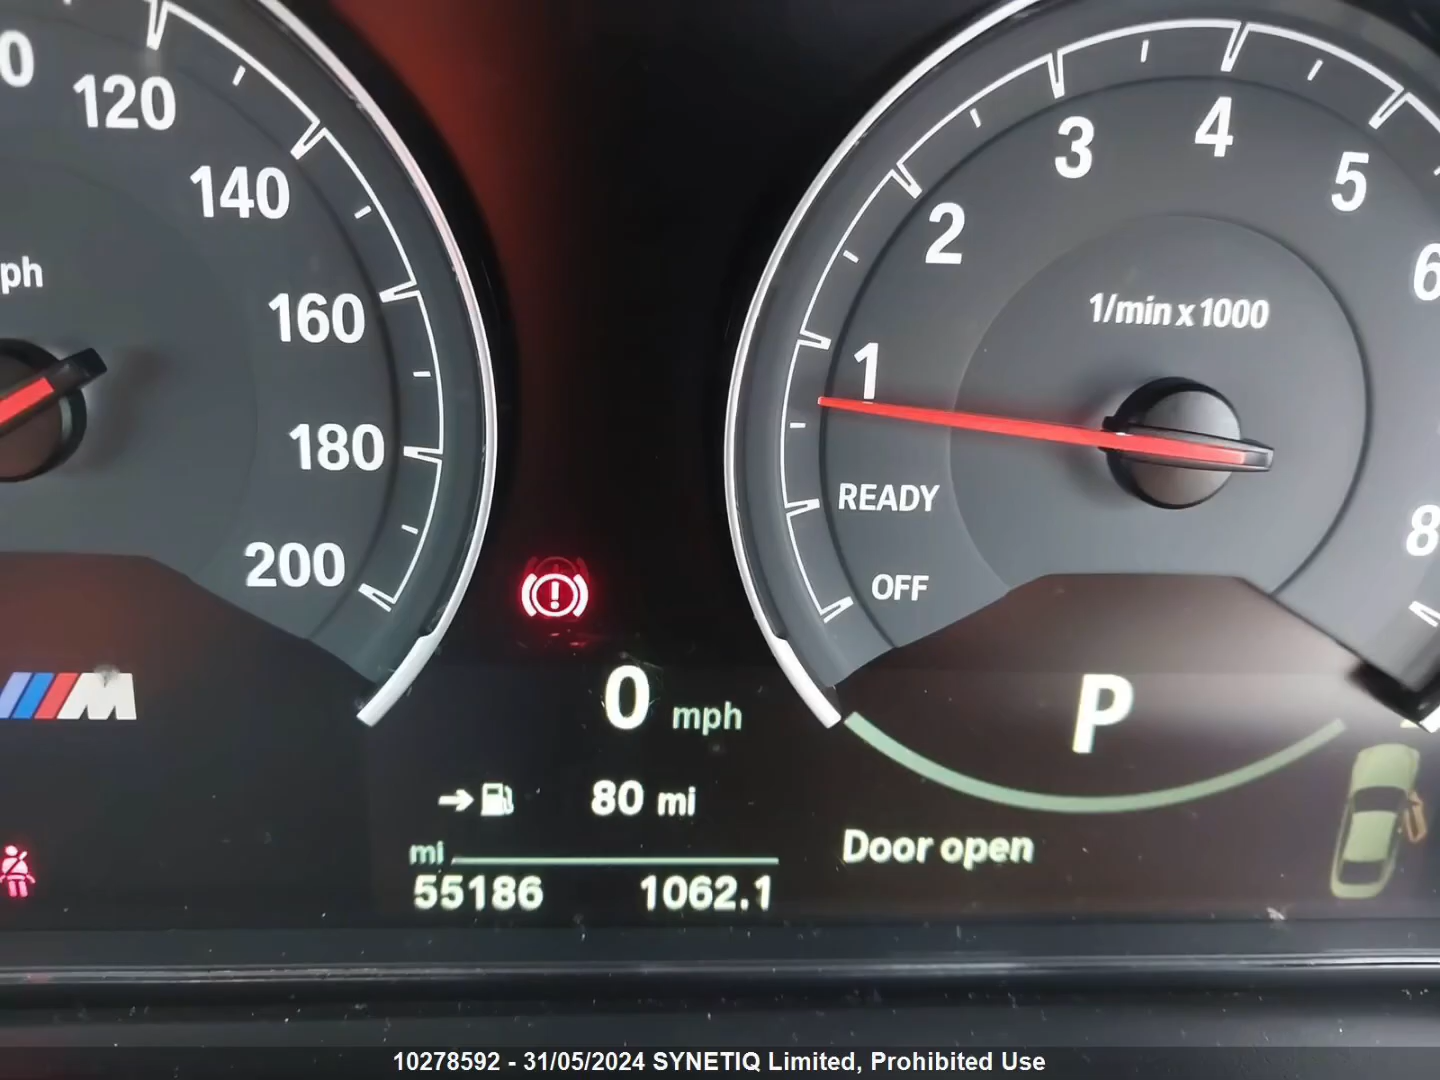 120
140
160
180
200
ph
M
1
2
3
4
5
6
8
1/min x 1000
READY
OFF
0 mph
80 mi
mi
55186 1062.1
P
Door open
10278592 - 31/05/2024 SYNETIQ Limited, Prohibited Use